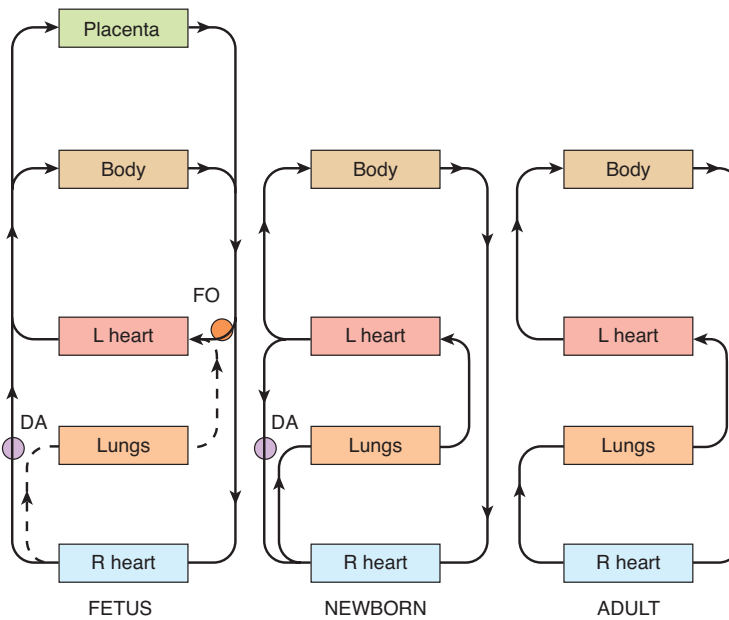 Placenta
Body
Body
Body
FO
L heart
L heart
L heart
DA
DA
Lungs
Lungs
Lungs
R heart
R heart
R heart
FETUS
NEWBORN
ADULT